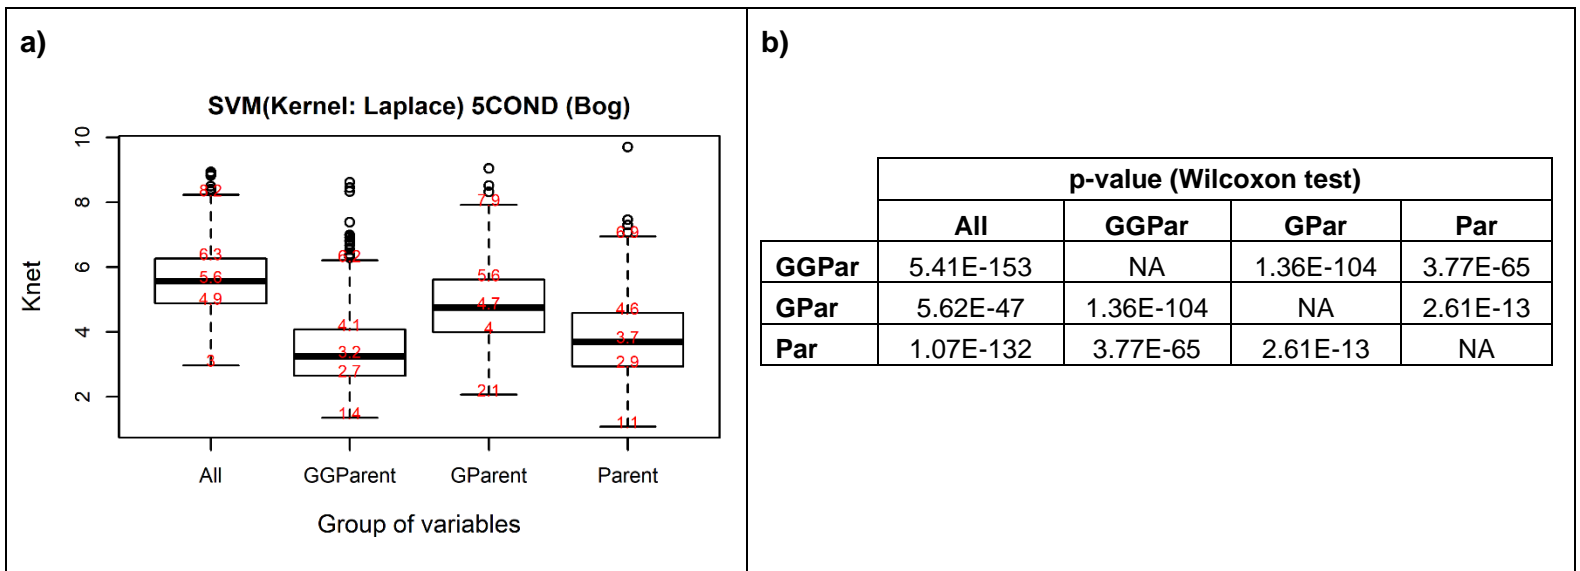 a)
SVM(Kernel: Laplace) 5COND (Bog)
Knet
10
8
6
4
2
8.2
6.3
5.6
4.9
3
6.2
4.1
3.2
2.7
1.4
7.9
5.6
4.7
4
2.1
6.9
4.6
3.7
2.9
1.1
All GGParent GParent Parent
Group of variables
b)
p-value (Wilcoxon test)
All GGPar GPar Par
GGPar 5.41E-153 NA 1.36E-104 3.77E-65
GPar 5.62E-47 1.36E-104 NA 2.61E-13
Par 1.07E-132 3.77E-65 2.61E-13 NA